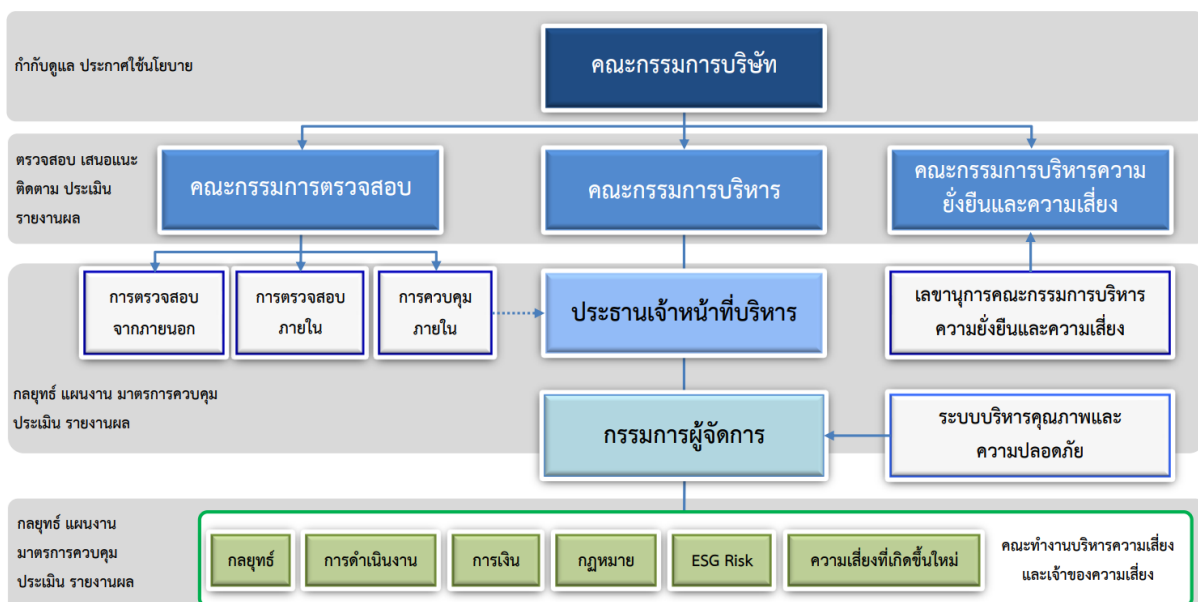 กำกับดูแล ประกาศใช้นโยบาย
คณะกรรมการบริษัท
ตรวจสอบ เสนอแนะ
ติดตาม ประเมิน
รายงานผล
คณะกรรมการตรวจสอบ
คณะกรรมการบริหาร
คณะกรรมการบริหารความ
ยั่งยืนและความเสี่ยง
การตรวจสอบ
จากภายนอก
การตรวจสอบ
ภายใน
การควบคุม
ภายใน
ประธานเจ้าหน้าที่บริหาร
เลขานุการคณะกรรมการบริหาร
ความยั่งยืนและความเสี่ยง
กลยุทธ์ แผนงาน มาตรการควบคุม
ประเมิน รายงานผล
กรรมการผู้จัดการ
ระบบบริหารคุณภาพและ
ความปลอดภัย
กลยุทธ์ แผนงาน
มาตรการควบคุม
ประเมิน รายงานผล
กลยุทธ์
การดำเนินงาน
การเงิน
กฎหมาย
ESG Risk
ความเสี่ยงที่เกิดขึ้นใหม่
คณะทำงานบริหารความเสี่ยง
และเจ้าของความเสี่ยง